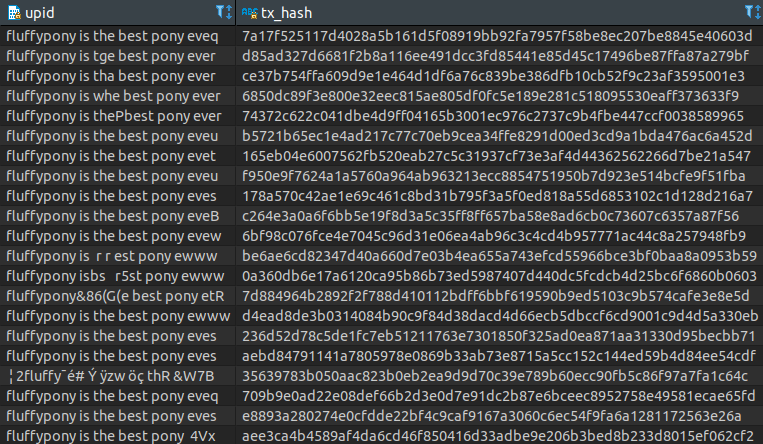 upid tx_hash
fluffypony is the best pony eveq 7a17f525117d4028a5b161d5f08919bb92fa7957f58be8ec207be8845e40603d
fluffypony is tge best pony ever d85ad327d6681f2b8a116ee491dcc3fd85441e85d45c17496be87ffa87a279bf
fluffypony is tha best pony ever ce37b754ffa609d9e1e464d1df6a76c839be386dfb10cb52f9c23af3595001e3
fluffypony is whe best pony ever 6850dc89f3e800e32eec815ae805df0fc5e189e281c518095530eaff373633f9
fluffypony is thePbest pony ever 74372c622c041dbe4d9ff04165b3001ec976c2737c9b4fbe447ccf0038589965
fluffypony is the best pony eveu b5721b65ec1e4ad217c77c70eb9cea34ffe8291d00ed3cd9a1bda476ac6a452d
fluffypony is the best pony evet 165eb04e6007562fb520eab27c5c31937cf73e3af4d44362562266d7be21a547
fluffypony is the best pony eveu f950e9f7624a1a5760a964ab963213ecc8854751950b7d923e514bcfe9f51fba
fluffypony is the best pony eves 178a570c42ae1e69c461c8bd31b795f3a5f0ed818a55d6853102c1d128d216a7
fluffypony is the best pony eveB c264e3a0a6f6bb5e19f8d3a5c35ff8ff657ba58e8ad6cb0c73607c6357a87f56
fluffypony is the best pony evew 6bf98c076fce4e7045c96d31e06ea4ab96c3c4cd4b957771ac44c8a257948fb9
fluffypony is r r est pony ewww be6ae6cd82347d40a660d7e03b4ea655a743efcd55966bce3bf0baa8a0953b59
fluffypony isbs r5st pony ewww 0a360db6e17a6120ca95b86b73ed5987407d440dc5fcdcb4d25bc6f6860b0603
fluffypony&86(G(e best pony etR 7d884964b2892f2f788d410112bdff6bbf619590b9ed5103c9b574cafe3e8e5d
fluffypony is the best pony ewww d4ead8de3b0314084b90c9f84d38dacd4d66ecb5dbccf6cd9001c9d4d5a330eb
fluffypony is the best pony eves 236d52d78c5de1fc7eb51211763e7301850f325ad0ea871aa31330d95becbb71
fluffypony is the best pony eves aebd84791141a7805978e0869b33ab73e8715a5cc152c144ed59b4d84ee54cdf
¦2fluffy¯é# Ý ÿzw öç thR &W7B 35639783b050aac823b0eb2ea9d9d70c39e789b60ecc90fb5c86f97a7fa1c64c
fluffypony is the best pony eveq 709b9e0ad22e08def66b2d3e0d7e91dc2b87e6bceec8952758e49581ecae65fd
fluffypony is the best pony eves e8893a280274e0cfdde22bf4c9caf9167a3060c6ec54f9fa6a1281172563e26a
fluffypony is the best pony 4Vx aee3ca4b4589af4da6cd46f850416d33adbe9e206b3bed8b233d8015ef062cf2